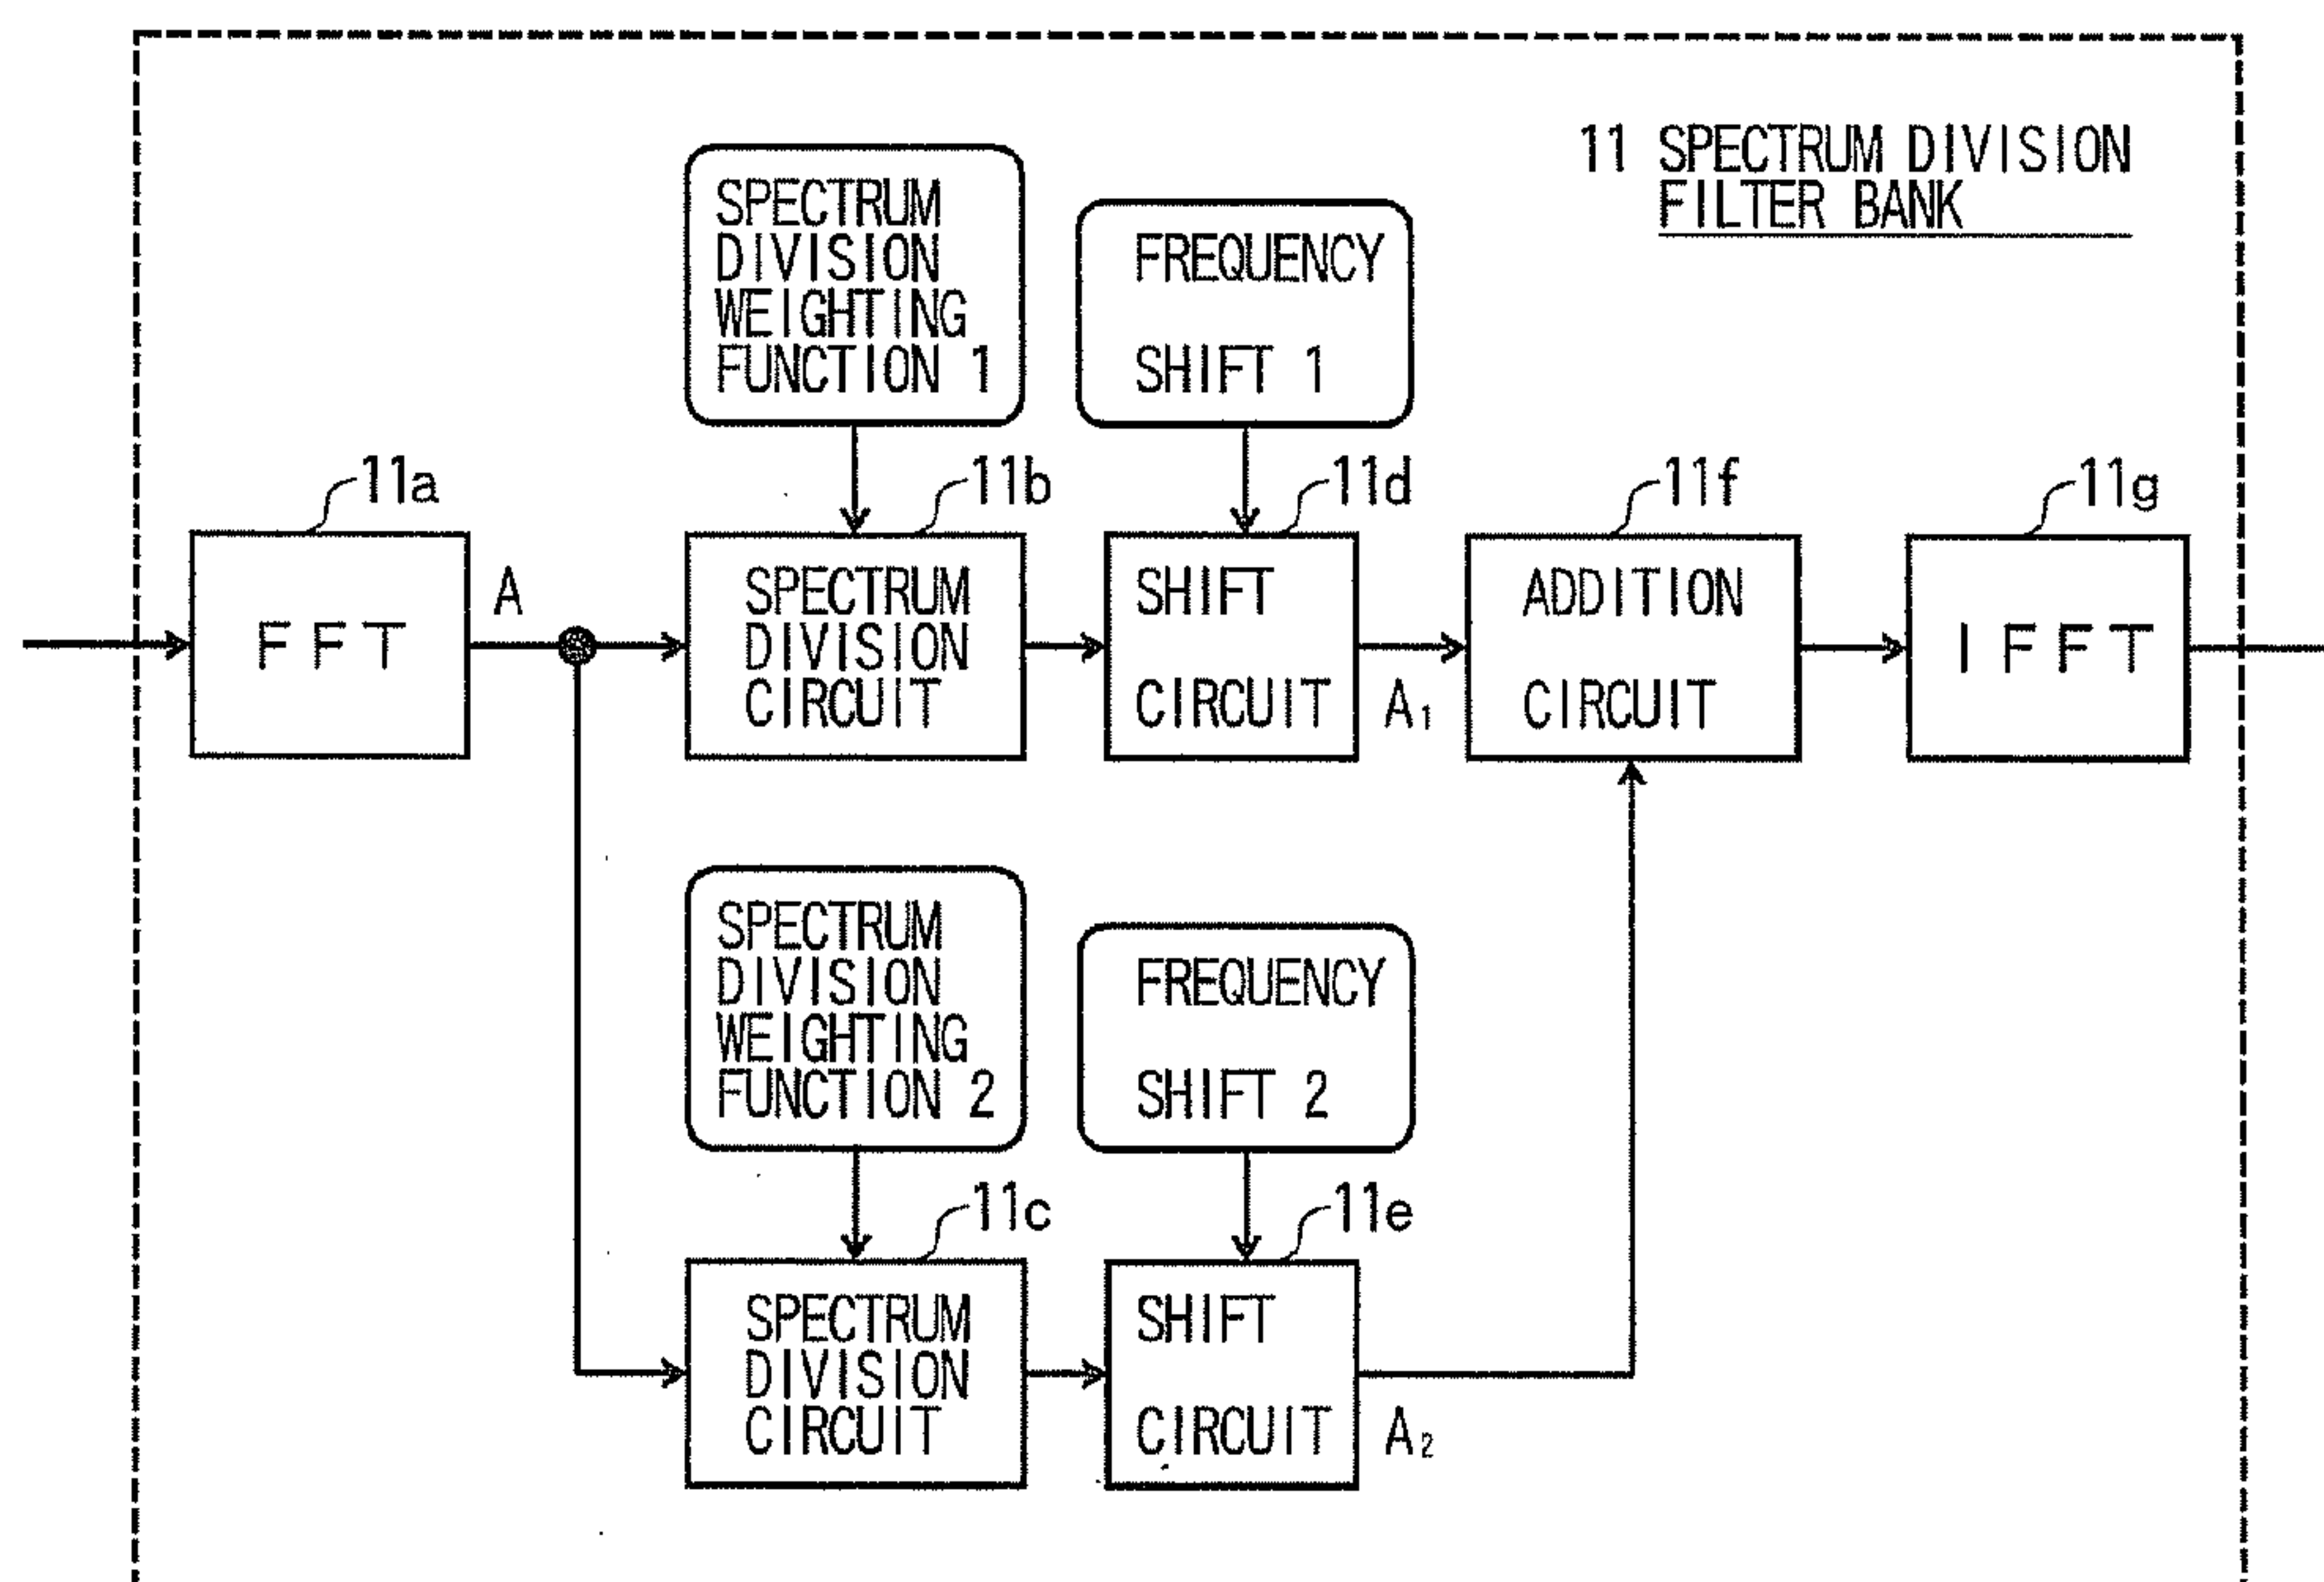 11 SPECTRUM DIVISION
FILTER BANK
SPECTRUM
DIVISION
WEIGHTING
FUNCTION 1
FREQUENCY
SHIFT 1
11a
11b
11d
11f
11g
FFT
A
SPECTRUM
DIVISION
CIRCUIT
SHIFT
CIRCUIT
A₁
ADDITION
CIRCUIT
IFFT
SPECTRUM
DIVISION
WEIGHTING
FUNCTION 2
FREQUENCY
SHIFT 2
11c
11e
SPECTRUM
DIVISION
CIRCUIT
SHIFT
CIRCUIT
A₂